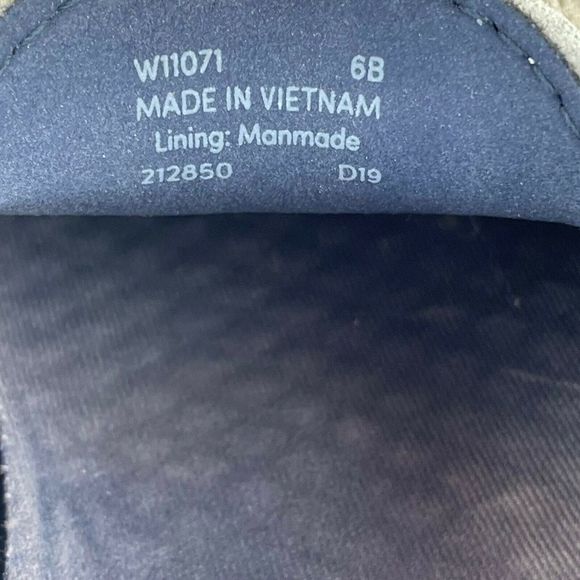 W11071 6B
MADE IN VIETNAM
Lining: Manmade
212850 D19